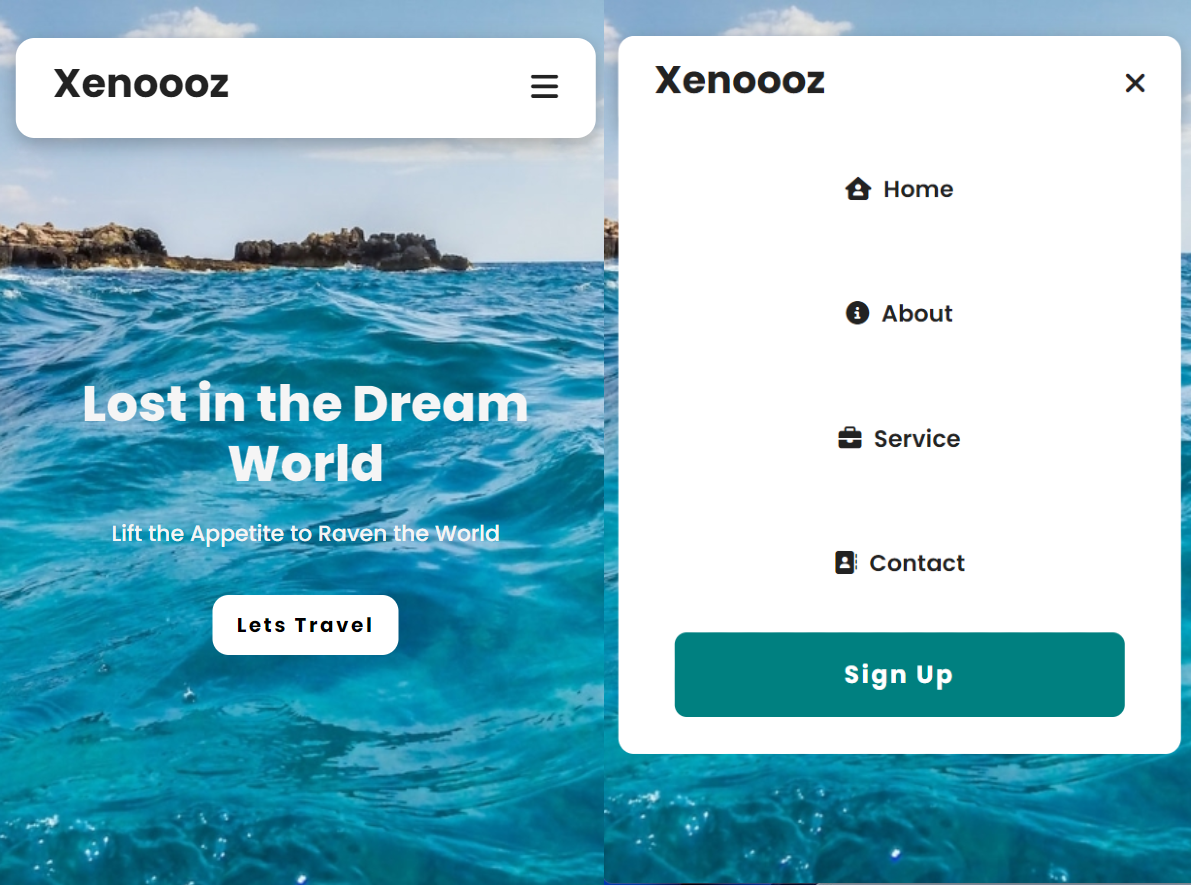 Xenoooz
Lost in the Dream
World
Lift the Appetite to Raven the World
Lets Travel
Xenoooz
Home
About
Service
Contact
Sign Up